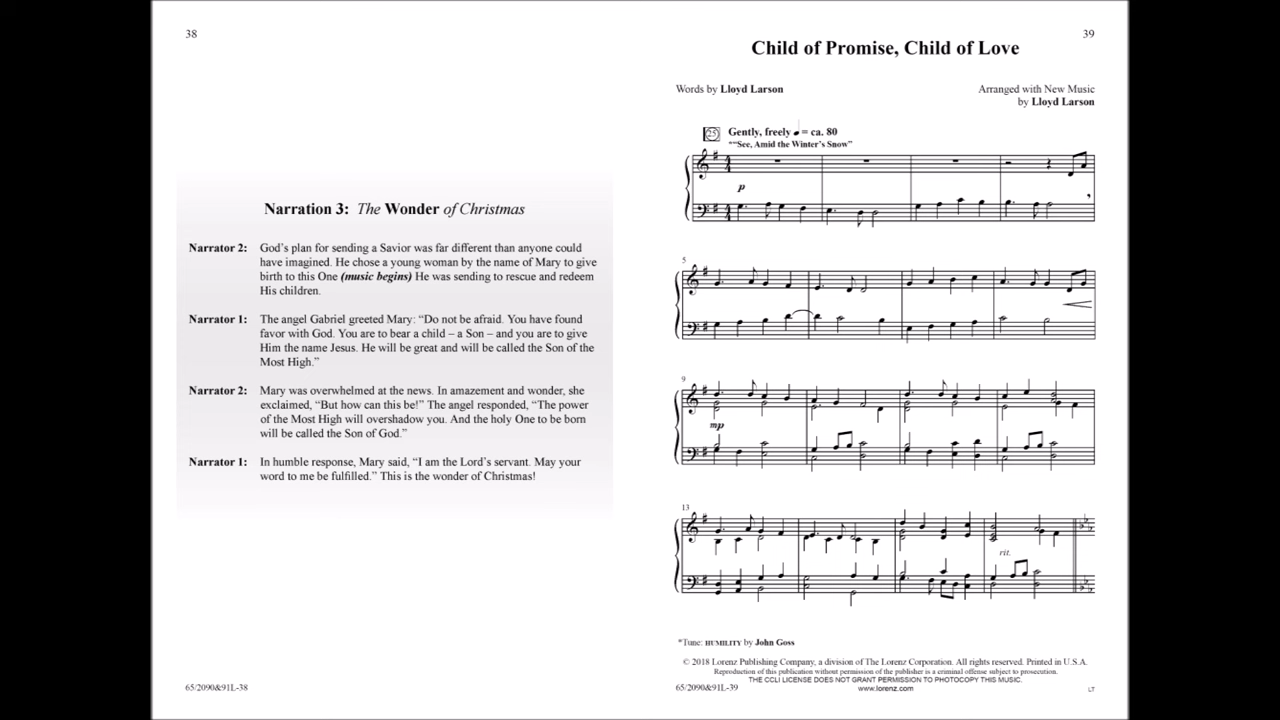 38
Narration 3: The Wonder of Christmas
Narrator 2: God's plan for sending a Savior was far different than anyone could
have imagined. He chose a young woman by the name of Mary to give
birth to this One (music begins) He was sending to rescue and redeem
His children.
Narrator 1: The angel Gabriel greeted Mary: “Do not be afraid. You have found
favor with God. You are to bear a child – a Son – and you are to give
Him the name Jesus. He will be great and will be called the Son of the
Most High.”
Narrator 2: Mary was overwhelmed at the news. In amazement and wonder, she
exclaimed, “But how can this be!” The angel responded, “The power
of the Most High will overshadow you. And the holy One to be born
will be called the Son of God.”
Narrator 1: In humble response, Mary said, “I am the Lord's servant. May your
word to me be fulfilled.” This is the wonder of Christmas!
65/2090&91L-38
39
Child of Promise, Child of Love
Words by Lloyd Larson
Arranged with New Music
by Lloyd Larson
25
Gently, freely ♩ = ca. 80
*“See, Amid the Winter's Snow”
p
5
9
mp
13
rit.
*Tune: HUMILITY by John Goss
© 2018 Lorenz Publishing Company, a division of The Lorenz Corporation. All rights reserved. Printed in U.S.A.
Reproduction of this publication without permission of the publisher is a criminal offense subject to prosecution.
THE CCLI LICENSE DOES NOT GRANT PERMISSION TO PHOTOCOPY THIS MUSIC.
65/2090&91L-39
www.lorenz.com
LT